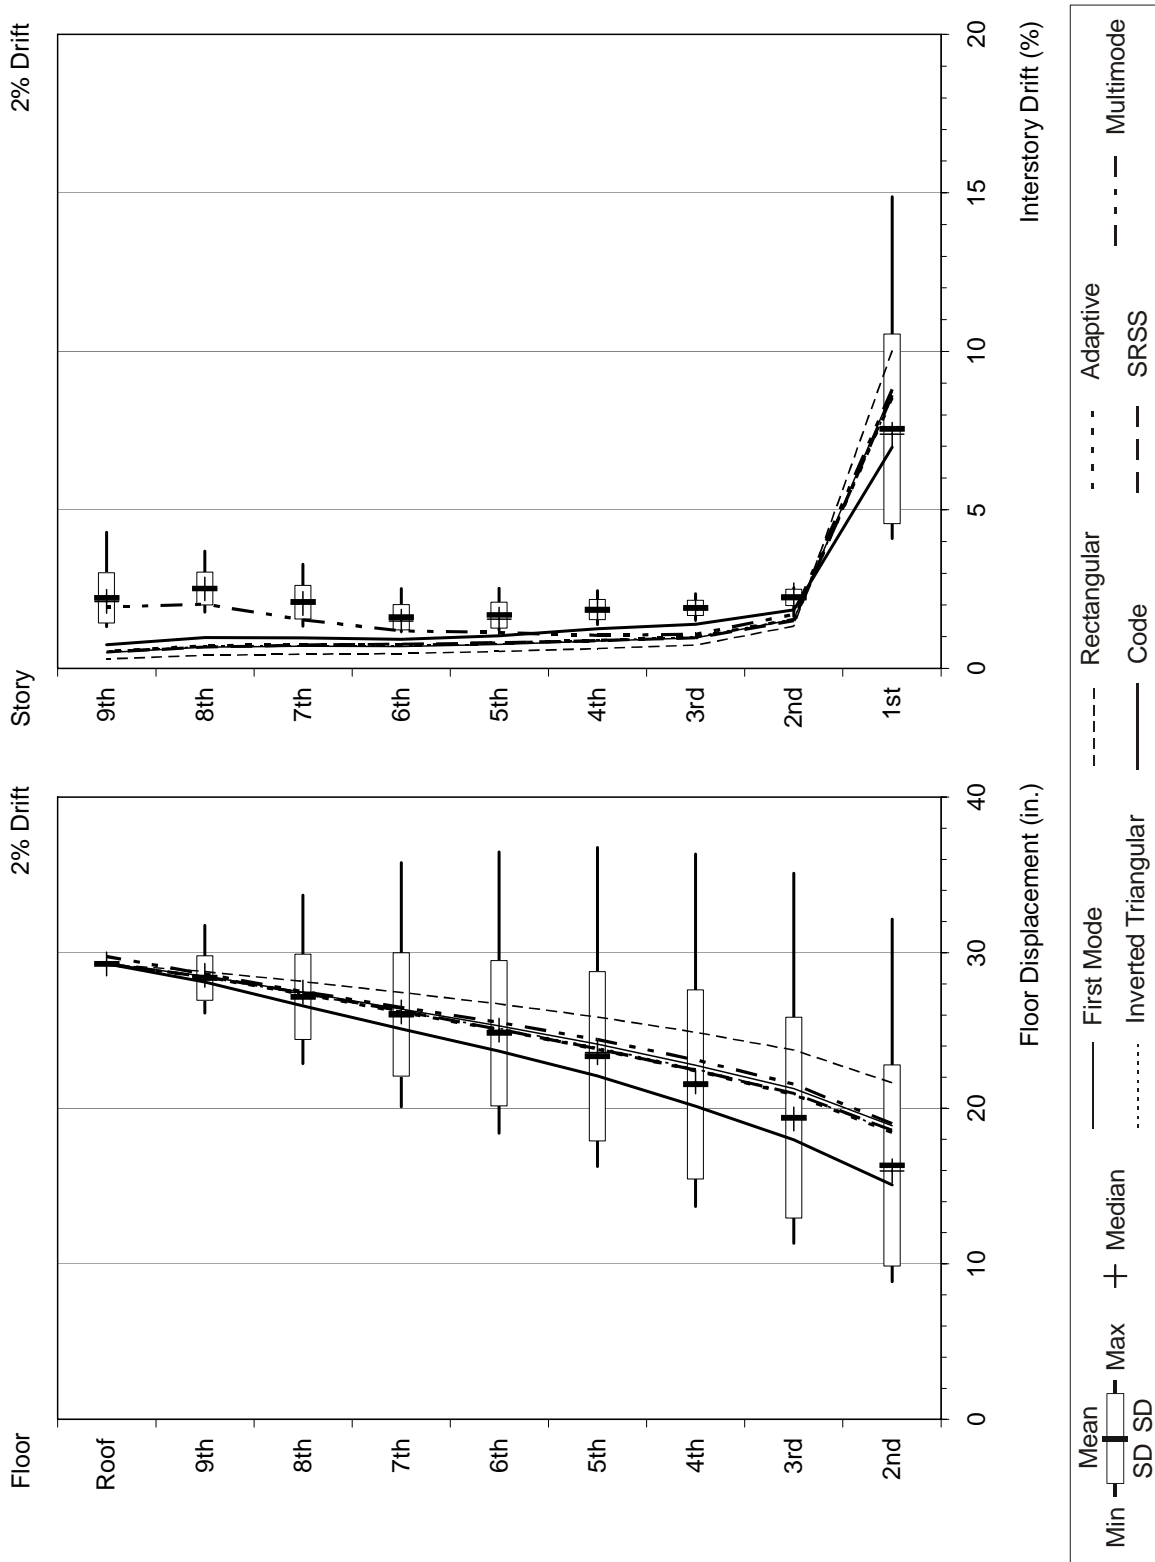 Floor
2% Drift
Roof
9th
8th
7th
6th
5th
4th
3rd
2nd
0
10
20
30
40
Floor Displacement (in.)
Story
2% Drift
9th
8th
7th
6th
5th
4th
3rd
2nd
1st
0
5
10
15
20
Interstory Drift (%)
Min
Mean
SD SD
Max
Median
First Mode
Inverted Triangular
Rectangular
Code
Adaptive
SRSS
Multimode